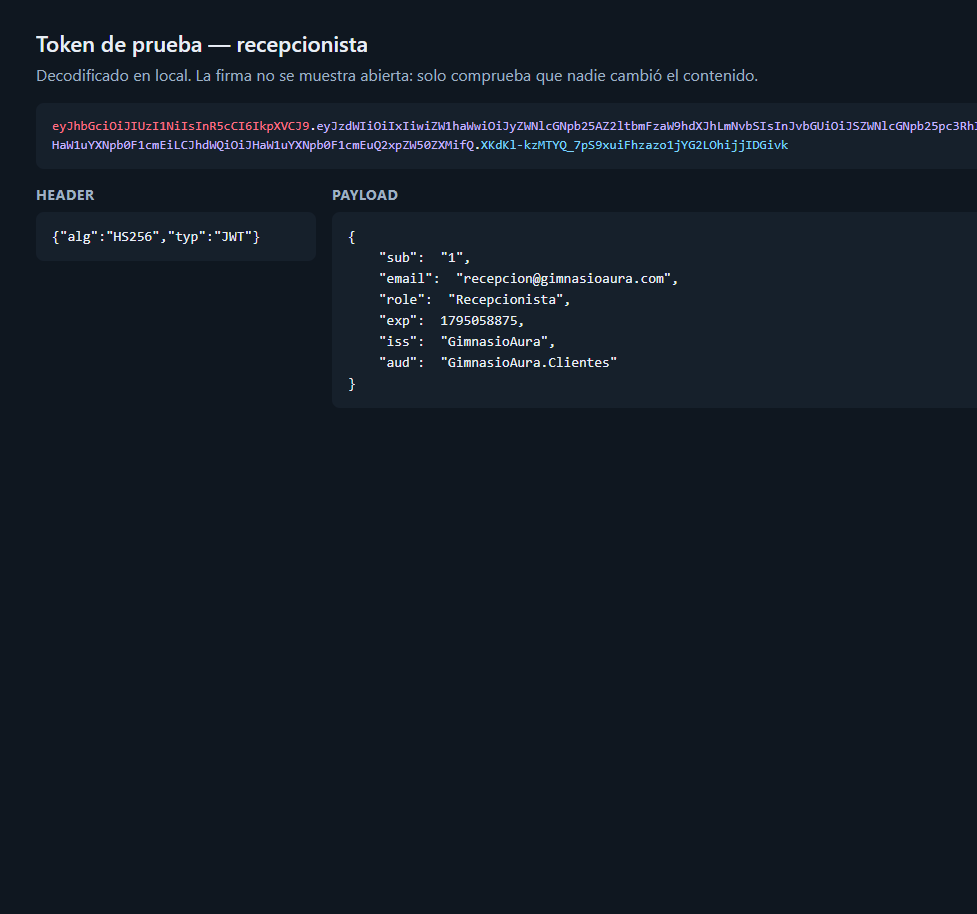 Token de prueba — recepcionista
Decodificado en local. La firma no se muestra abierta: solo comprueba que nadie cambió el contenido.
eyJhbGciOiJIUzI1NiIsInR5cCI6IkpXVCJ9.eyJzdWIiOiIxIiwiZW1haWwiOiJyZWNlcGNpb25AZ2ltbmFzaW9hdXJhLmNvbSIsInJvbGUiOiJSZWNlcGNpb25pc3Rh
HaW1uYXNpb0F1cmEiLCJhdWQiOiJHaW1uYXNpb0F1cmEuQ2xpZW50ZXMifQ.XKdKl-kzMTYQ_7pS9xuiFhzazo1jYG2LOhijjIDGivk
HEADER
{"alg":"HS256","typ":"JWT"}
PAYLOAD
{
"sub":  "1",
"email":  "recepcion@gimnasioaura.com",
"role":  "Recepcionista",
"exp":  1795058875,
"iss":  "GimnasioAura",
"aud":  "GimnasioAura.Clientes"
}